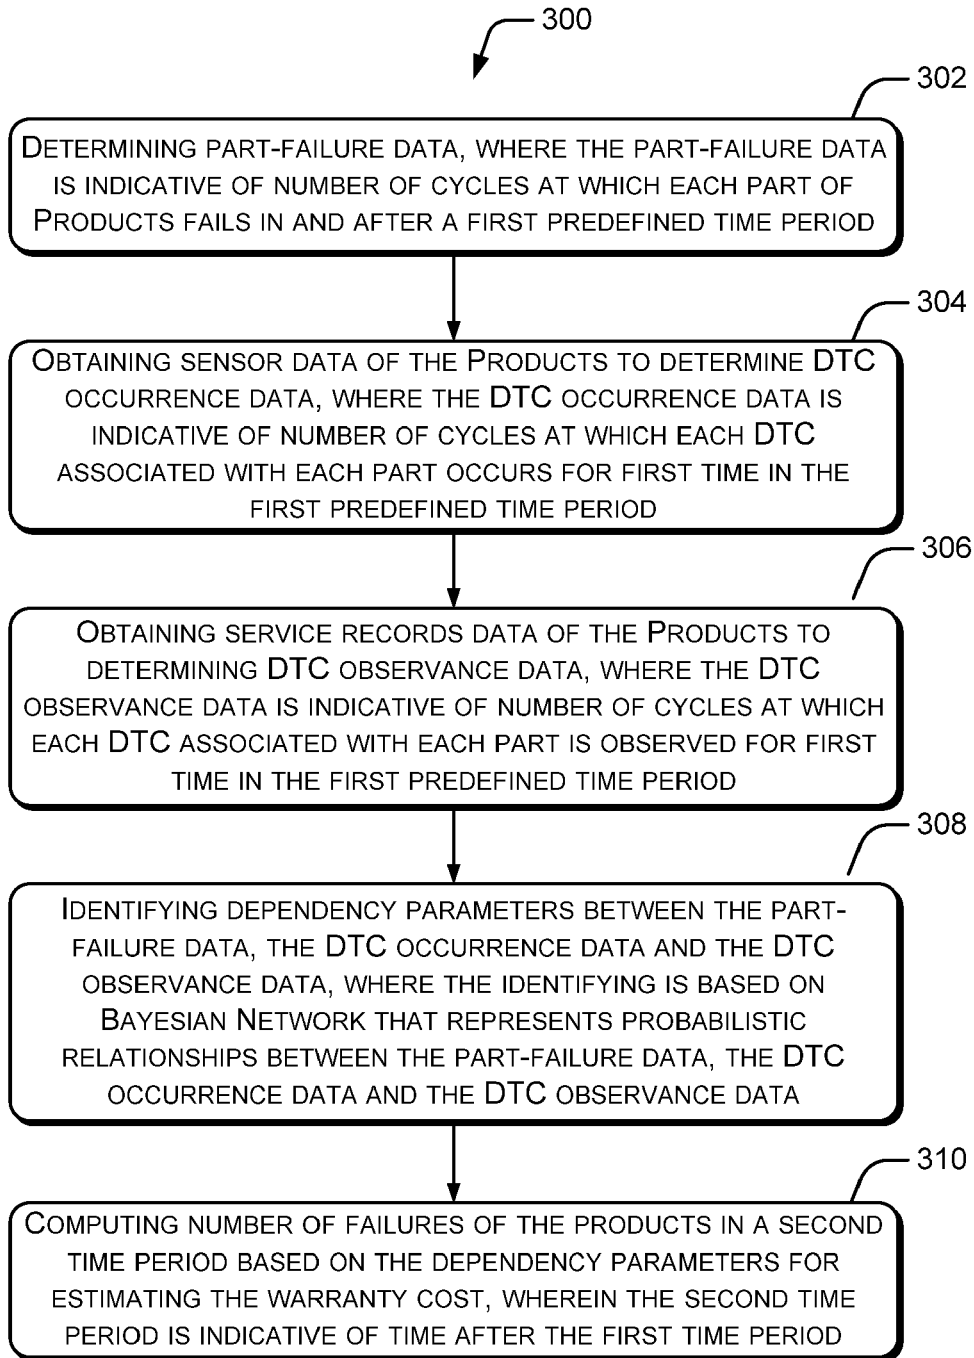 300
302
DETERMINING PART-FAILURE DATA, WHERE THE PART-FAILURE DATA
IS INDICATIVE OF NUMBER OF CYCLES AT WHICH EACH PART OF
PRODUCTS FAILS IN AND AFTER A FIRST PREDEFINED TIME PERIOD
304
OBTAINING SENSOR DATA OF THE PRODUCTS TO DETERMINE DTC
OCCURRENCE DATA, WHERE THE DTC OCCURRENCE DATA IS
INDICATIVE OF NUMBER OF CYCLES AT WHICH EACH DTC
ASSOCIATED WITH EACH PART OCCURS FOR FIRST TIME IN THE
FIRST PREDEFINED TIME PERIOD
306
OBTAINING SERVICE RECORDS DATA OF THE PRODUCTS TO
DETERMINING DTC OBSERVANCE DATA, WHERE THE DTC
OBSERVANCE DATA IS INDICATIVE OF NUMBER OF CYCLES AT WHICH
EACH DTC ASSOCIATED WITH EACH PART IS OBSERVED FOR FIRST
TIME IN THE FIRST PREDEFINED TIME PERIOD
308
IDENTIFYING DEPENDENCY PARAMETERS BETWEEN THE PART-
FAILURE DATA, THE DTC OCCURRENCE DATA AND THE DTC
OBSERVANCE DATA, WHERE THE IDENTIFYING IS BASED ON
BAYESIAN NETWORK THAT REPRESENTS PROBABILISTIC
RELATIONSHIPS BETWEEN THE PART-FAILURE DATA, THE DTC
OCCURRENCE DATA AND THE DTC OBSERVANCE DATA
310
COMPUTING NUMBER OF FAILURES OF THE PRODUCTS IN A SECOND
TIME PERIOD BASED ON THE DEPENDENCY PARAMETERS FOR
ESTIMATING THE WARRANTY COST, WHEREIN THE SECOND TIME
PERIOD IS INDICATIVE OF TIME AFTER THE FIRST TIME PERIOD